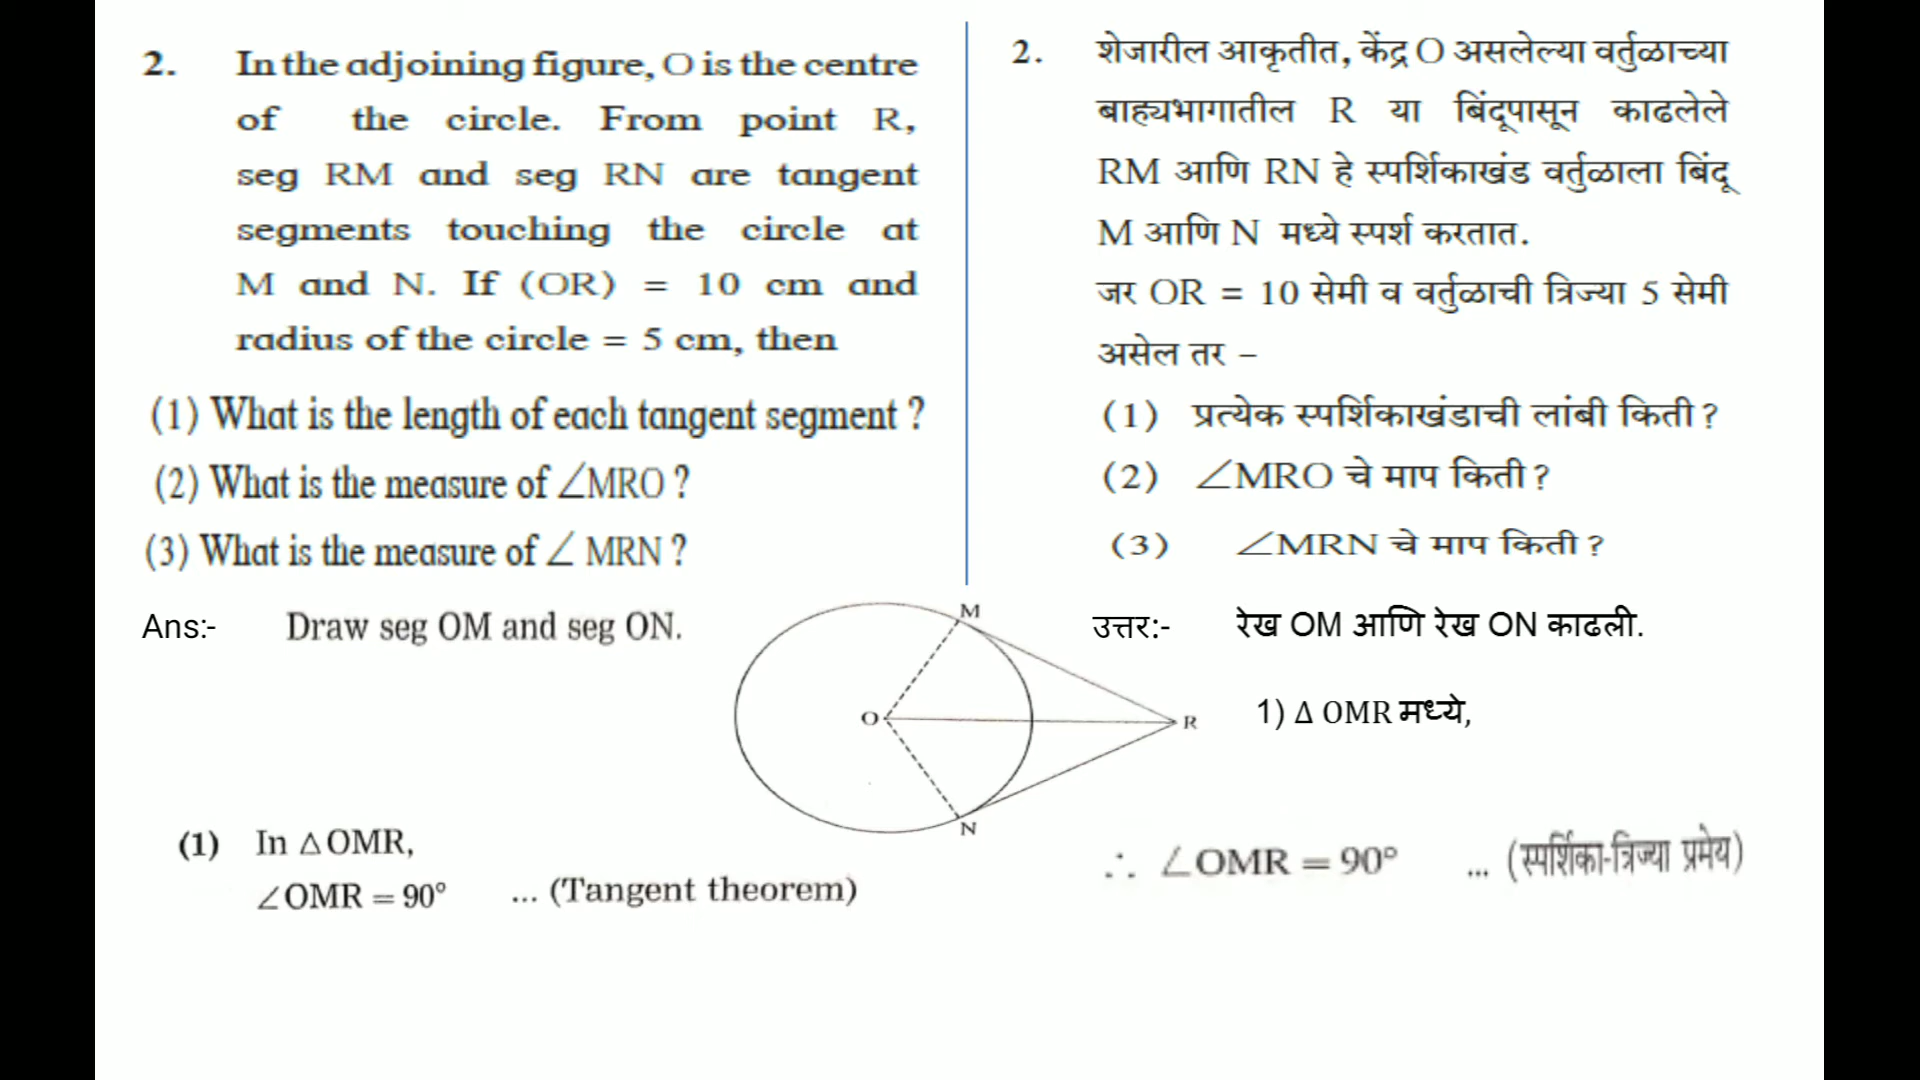 2. In the adjoining figure, O is the centre
of the circle. From point R,
seg RM and seg RN are tangent
segments touching the circle at
M and N. If (OR) = 10 cm and
radius of the circle = 5 cm, then
(1) What is the length of each tangent segment ?
(2) What is the measure of ∠MRO ?
(3) What is the measure of ∠ MRN ?
Ans:- Draw seg OM and seg ON.
(1) In △OMR,
∠OMR = 90° ... (Tangent theorem)
M
O
R
N
2. शेजारील आकृतीत, केंद्र O असलेल्या वर्तुळाच्या
बाह्यभागातील R या बिंदूपासून काढलेले
RM आणि RN हे स्पर्शिकाखंड वर्तुळाला बिंदू
M आणि N मध्ये स्पर्श करतात.
जर OR = 10 सेमी व वर्तुळाची त्रिज्या 5 सेमी
असेल तर –
(1) प्रत्येक स्पर्शिकाखंडाची लांबी किती ?
(2) ∠MRO चे माप किती ?
(3) ∠MRN चे माप किती ?
उत्तर:- रेख OM आणि रेख ON काढली.
1) Δ OMR मध्ये,
∴ ∠OMR = 90° ... (स्पर्शिका-त्रिज्या प्रमेय)